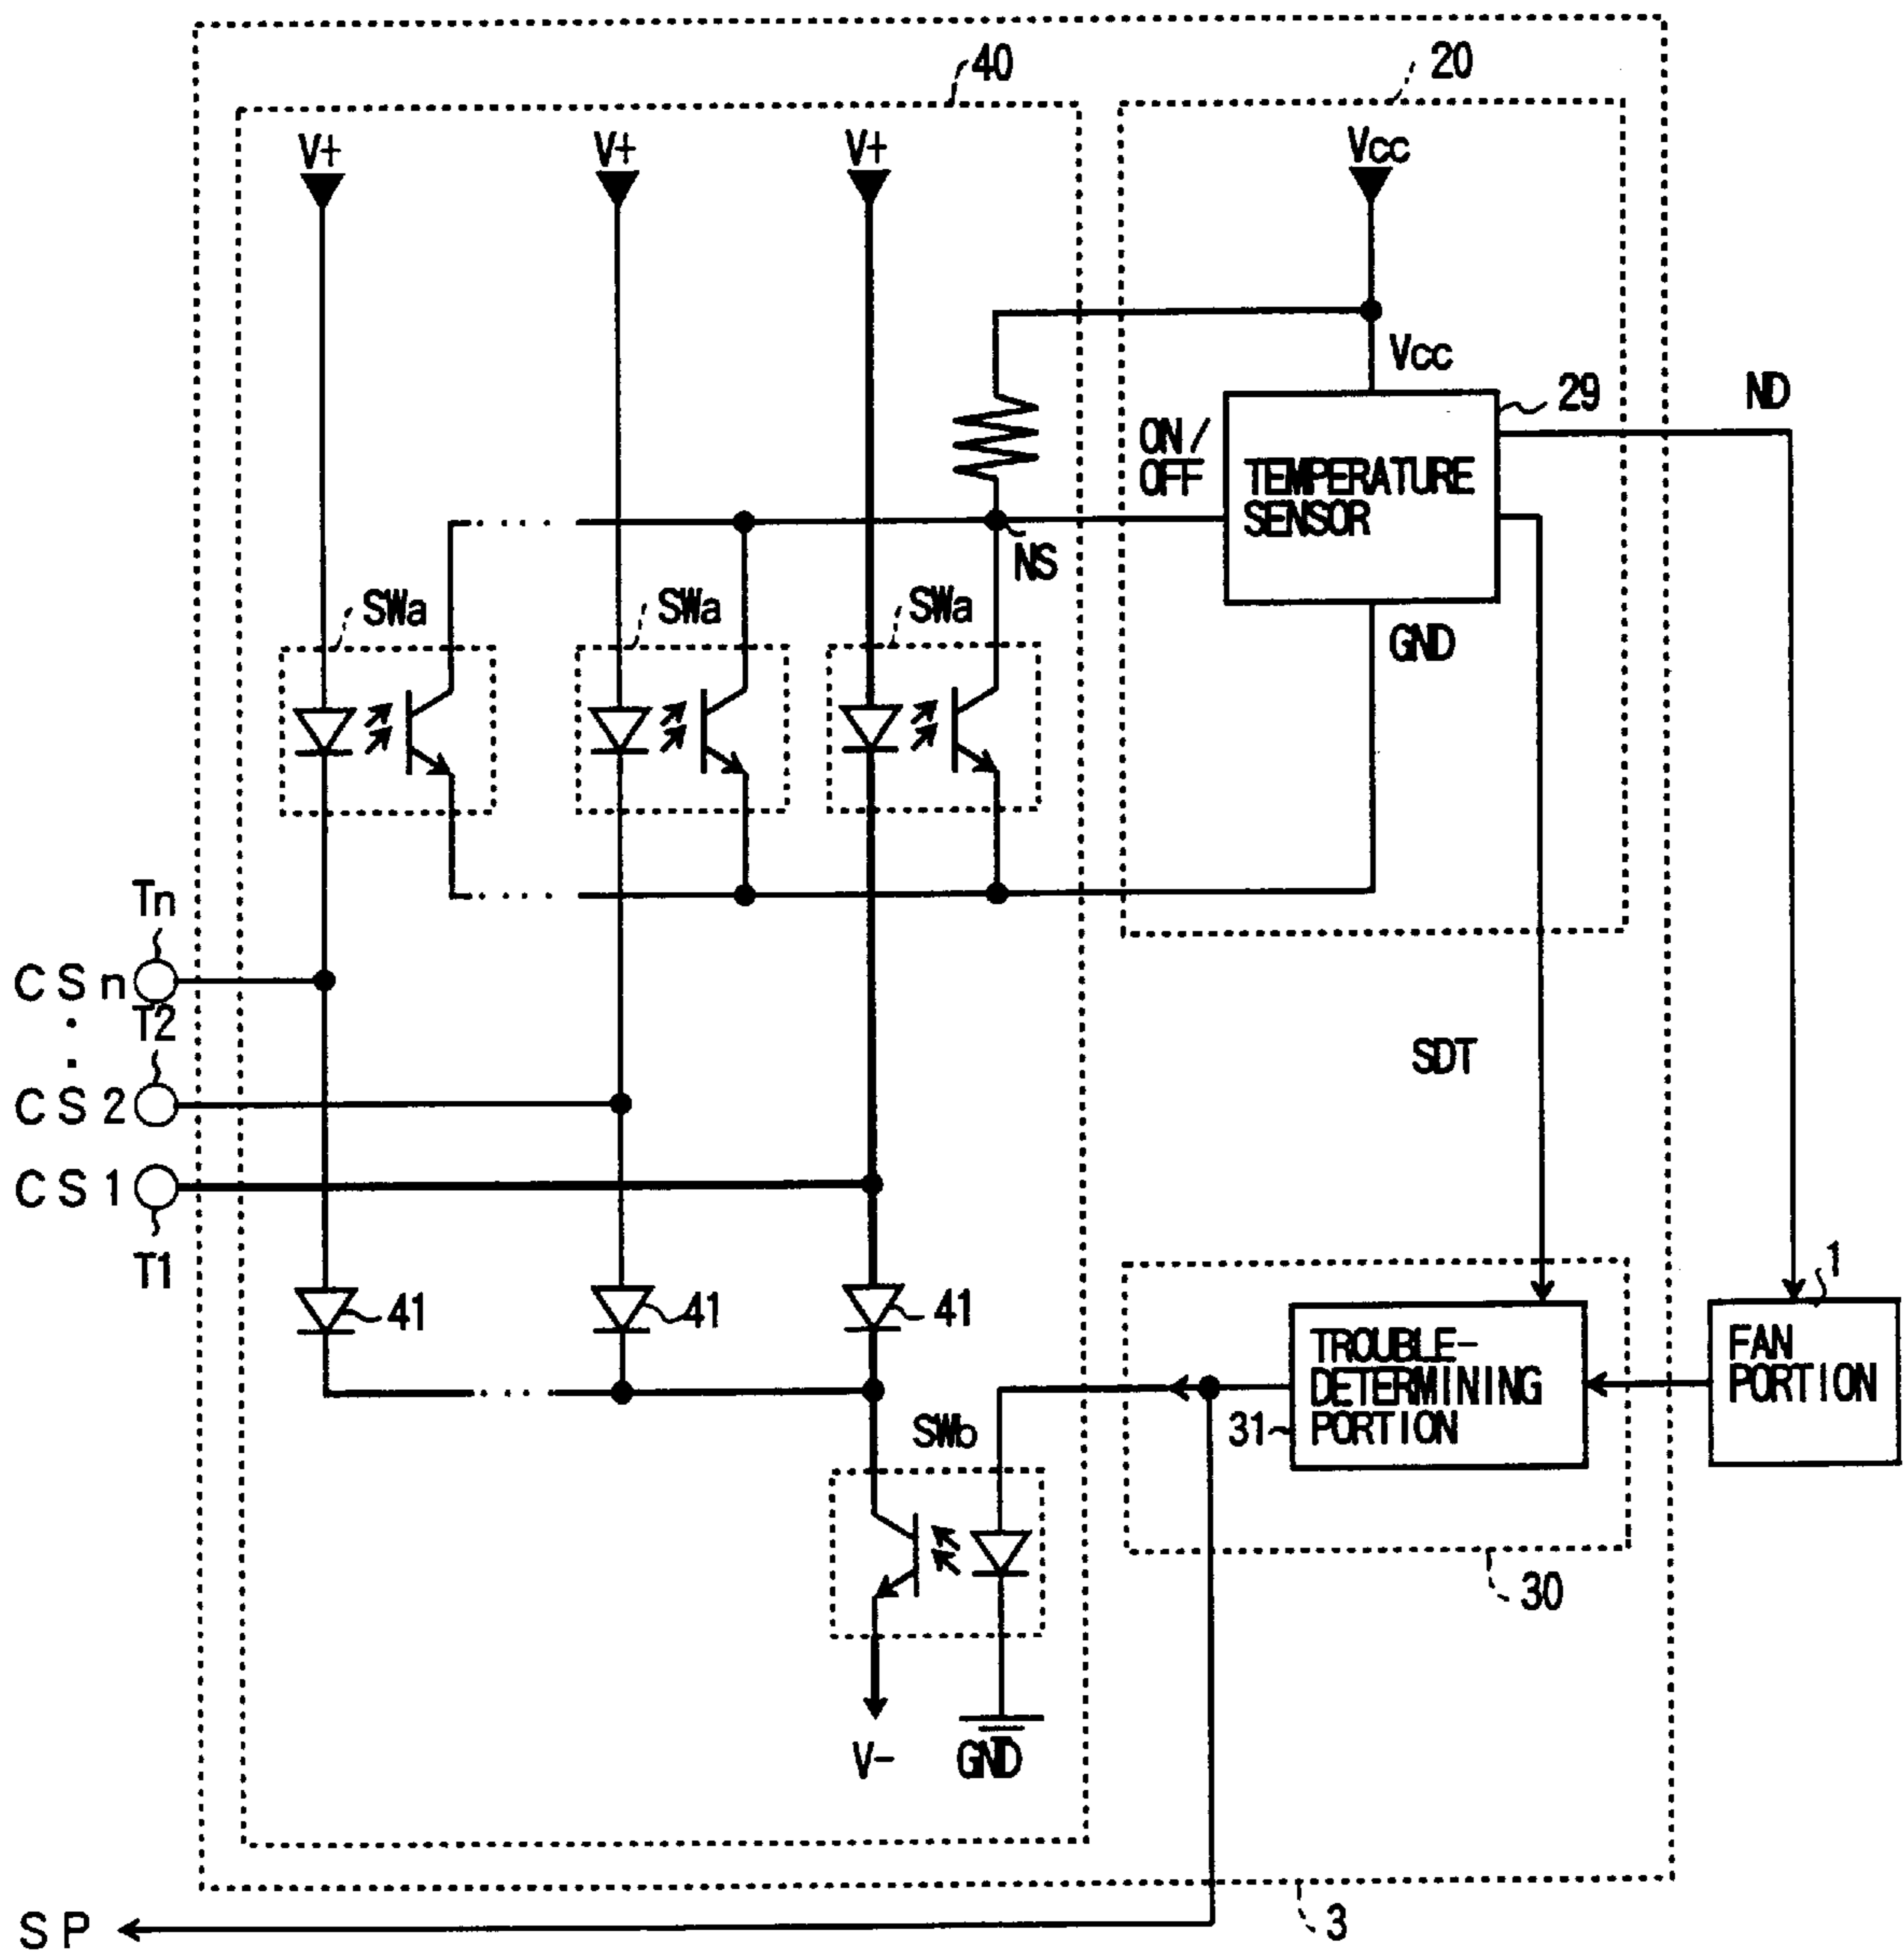 40
20
V+
V+
V+
Vcc
Vcc
29
ND
ON/
OFF
TEMPERATURE
SENSOR
NS
SWa
SWa
SWa
GND
Tn
CSn
T2
CS2
SDT
CS1
T1
1
41
41
41
TROUBLE-
DETERMINING
PORTION
FAN
PORTION
31
SWb
30
V-
GND
3
SP